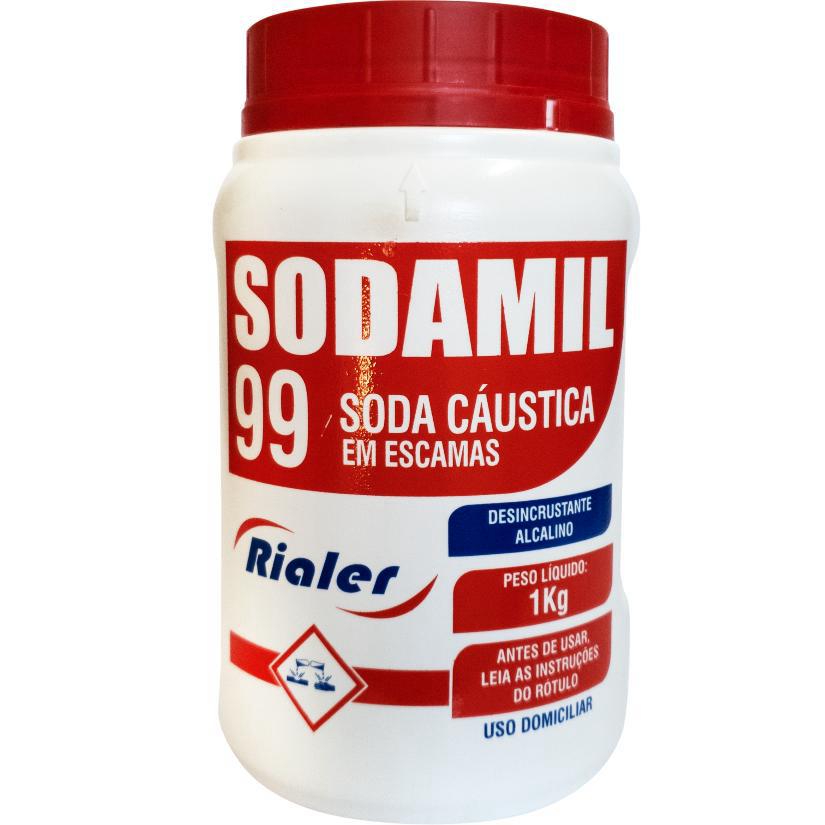 SODAMIL
99 SODA CÁUSTICA
EM ESCAMAS
DESINCRUSTANTE
ALCALINO
Rialer
PESO LÍQUIDO:
1Kg
ANTES DE USAR,
LEIA AS INSTRUÇÕES
DO RÓTULO
USO DOMICILIAR